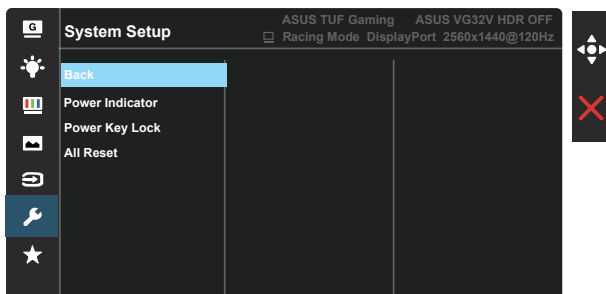 G
System Setup
ASUS TUF Gaming ASUS VG32V HDR OFF
Racing Mode DisplayPort 2560x1440@120Hz
Back
Power Indicator
Power Key Lock
All Reset